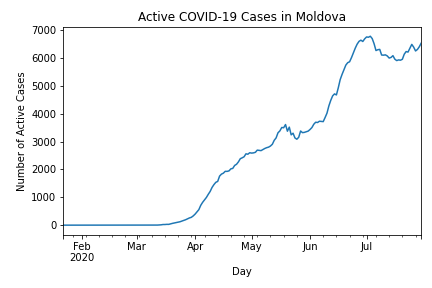 Active COVID-19 Cases in Moldova
7000
6000
5000
4000
3000
2000
1000
0
Number of Active Cases
Feb Mar Apr May Jun Jul
2020
Day